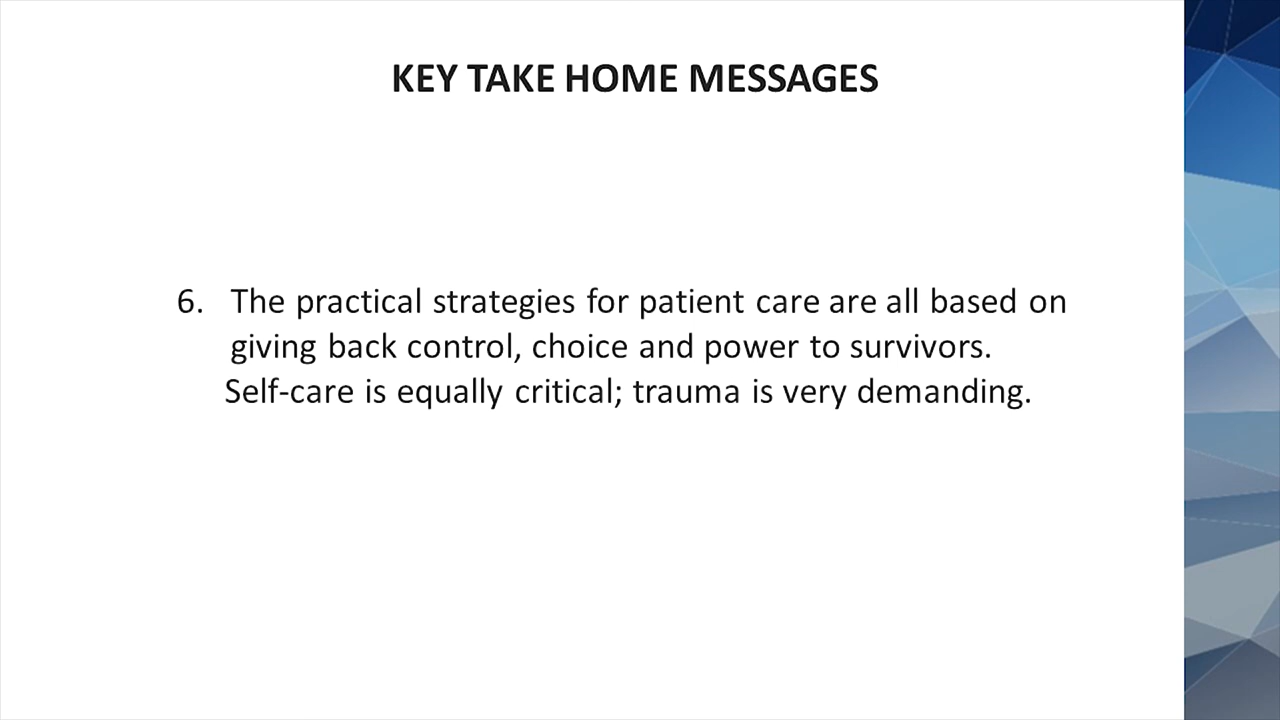 KEY TAKE HOME MESSAGES
6. The practical strategies for patient care are all based on
giving back control, choice and power to survivors.
Self-care is equally critical; trauma is very demanding.